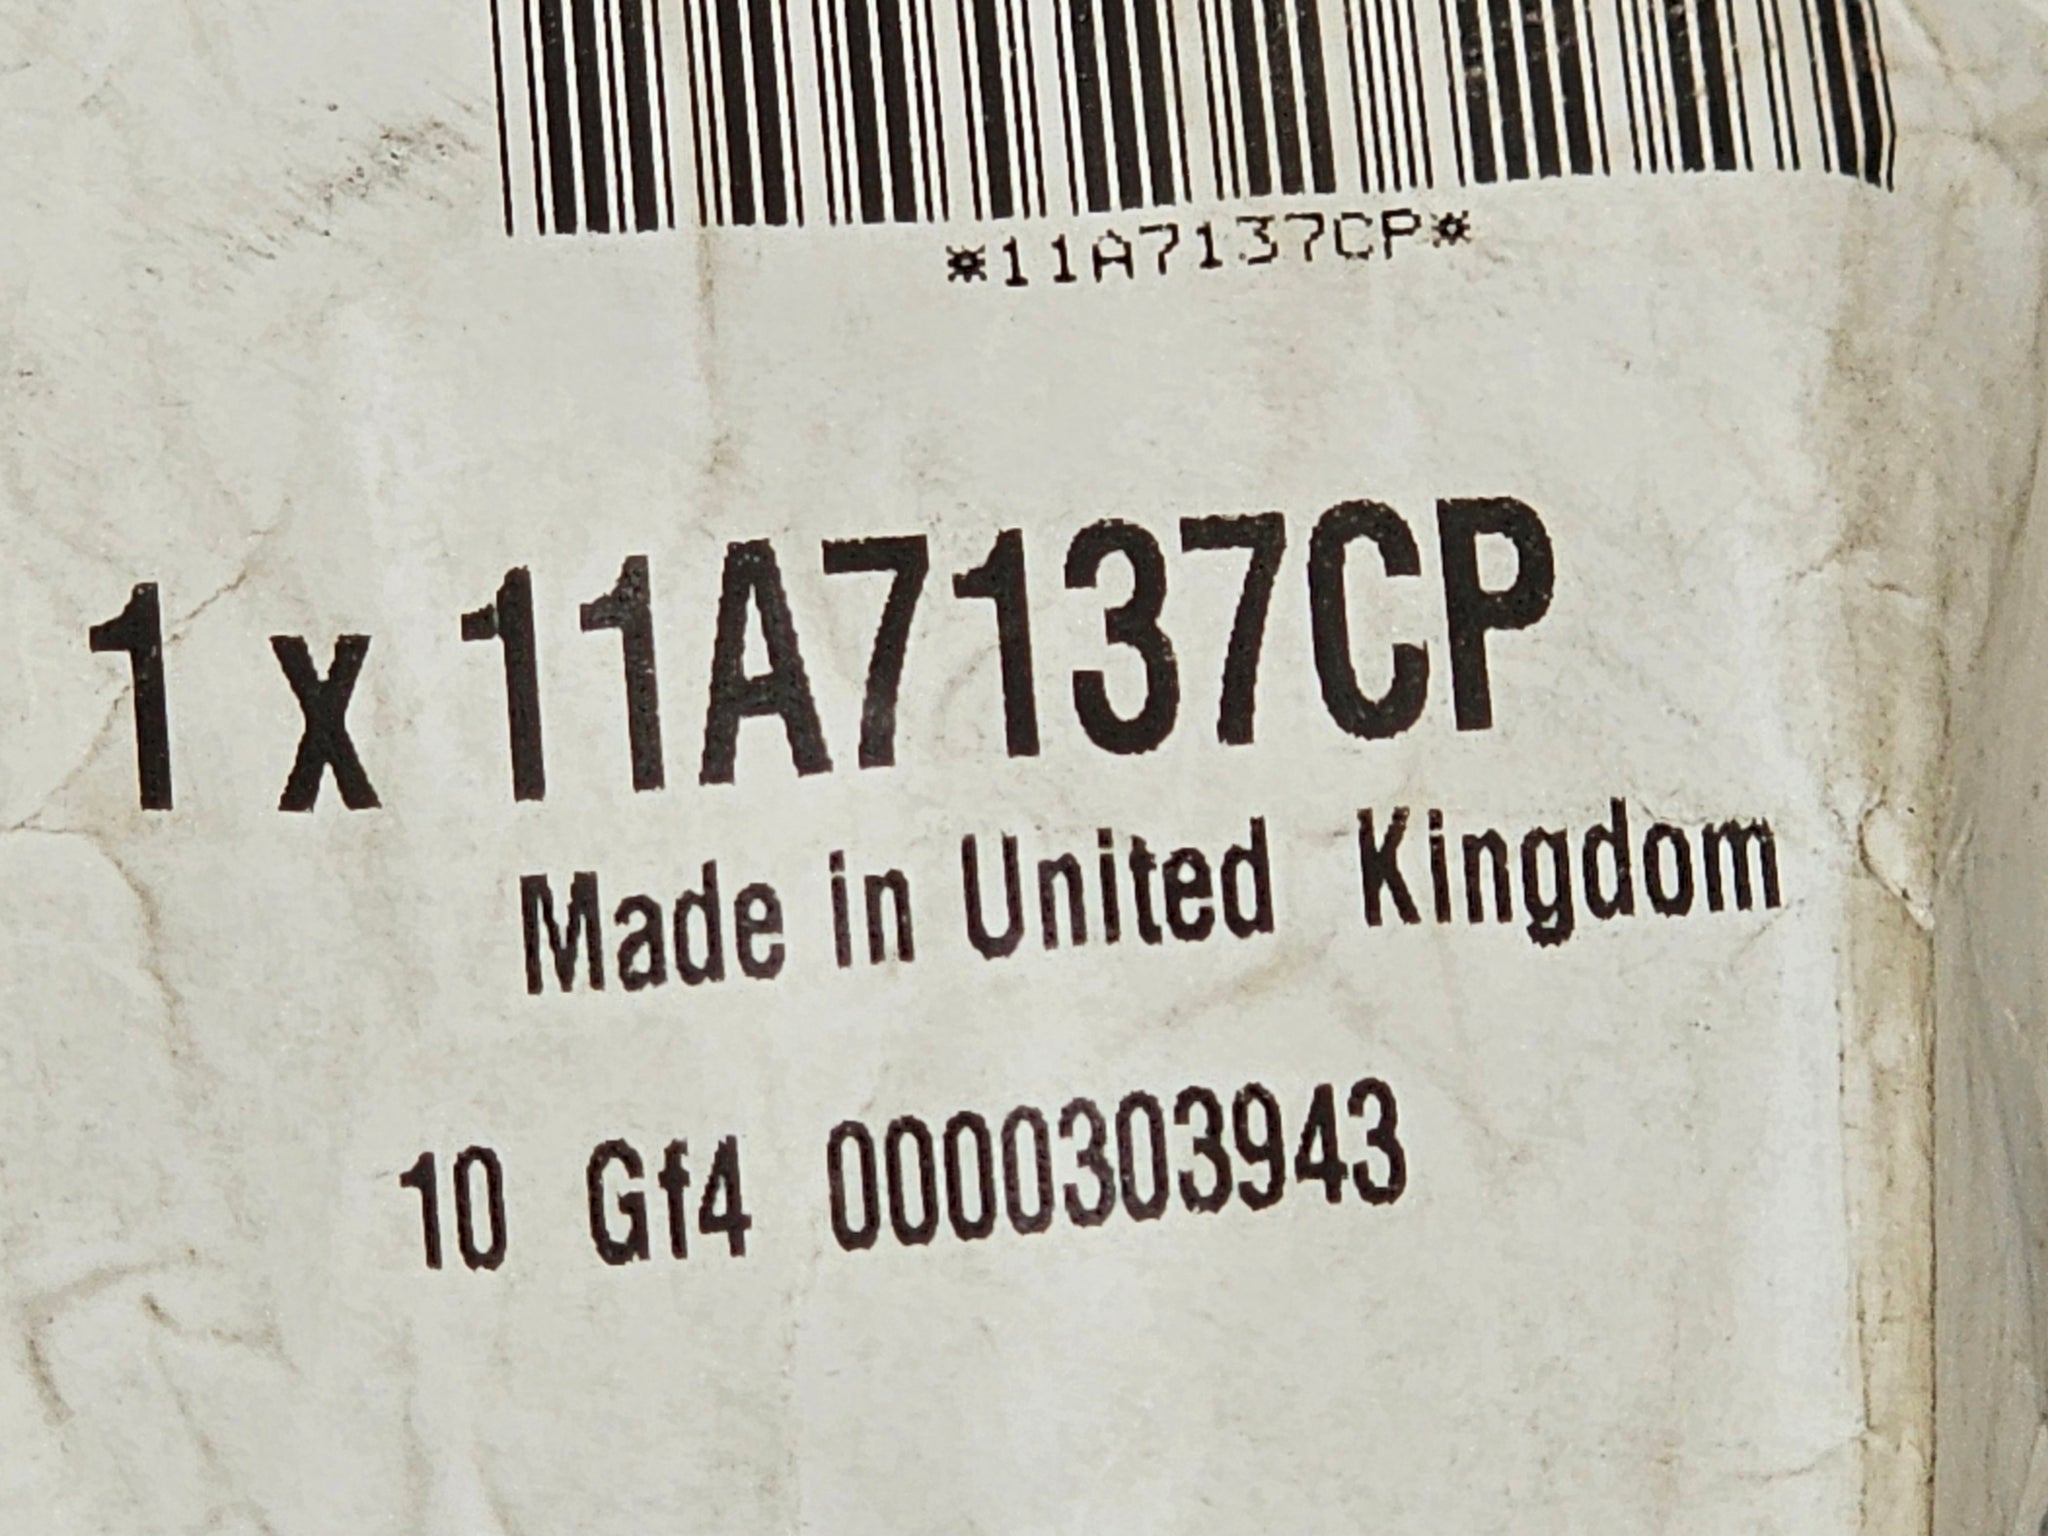 *11A7137CP*
1 x 11A7137CP
Made in United Kingdom
10 Gf4 0000303943